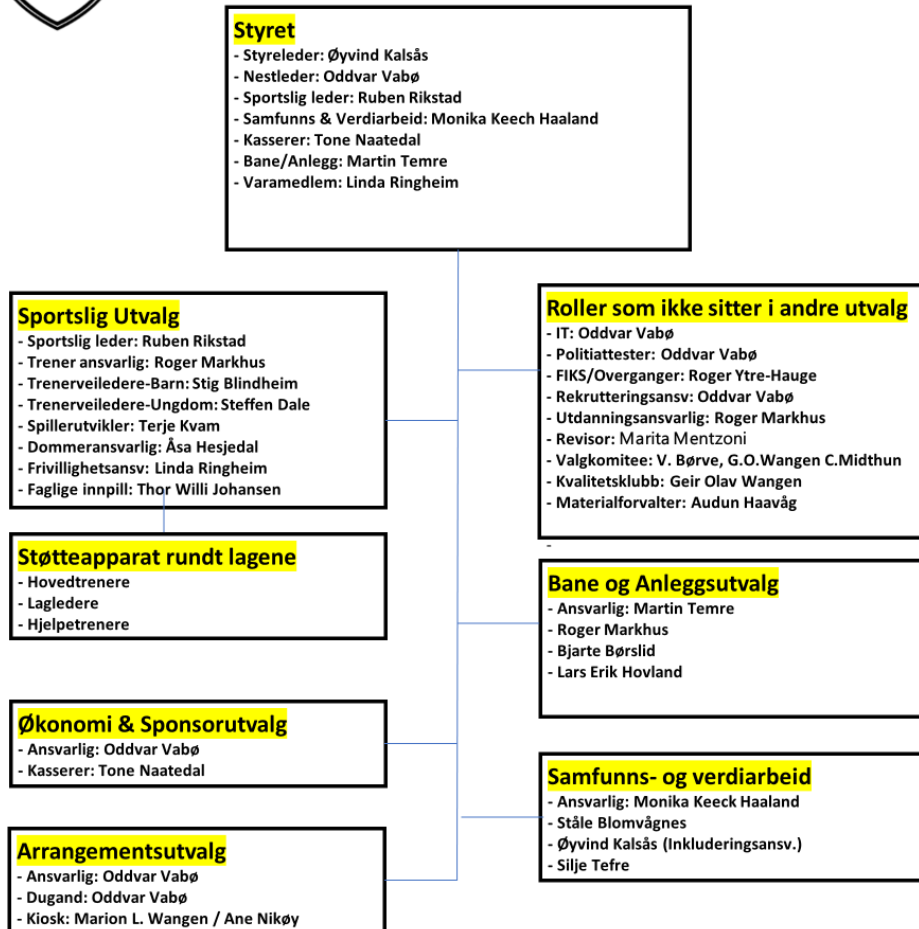 Styret
- Styreleder: Øyvind Kalsås
- Nestleder: Oddvar Vabø
- Sportslig leder: Ruben Rikstad
- Samfunns & Verdiarbeid: Monika Keech Haaland
- Kasserer: Tone Naatedal
- Bane/Anlegg: Martin Temre
- Varamedlem: Linda Ringheim
Sportslig Utvalg
- Sportslig leder: Ruben Rikstad
- Trener ansvarlig: Roger Markhus
- Trenerveiledere-Barn: Stig Blindheim
- Trenerveiledere-Ungdom: Steffen Dale
- Spillerutvikler: Terje Kvam
- Dommeransvarlig: Åsa Hesjedal
- Frivillighetsansv: Linda Ringheim
- Faglige innpill: Thor Willi Johansen
Støtteapparat rundt lagene
- Hovedtrenere
- Lagledere
- Hjelpetrenere
Økonomi & Sponsorutvalg
- Ansvarlig: Oddvar Vabø
- Kasserer: Tone Naatedal
Arrangementsutvalg
- Ansvarlig: Oddvar Vabø
- Dugand: Oddvar Vabø
- Kiosk: Marion L. Wangen / Ane Nikøy
Roller som ikke sitter i andre utvalg
- IT: Oddvar Vabø
- Politiattester: Oddvar Vabø
- FIKS/Overganger: Roger Ytre-Hauge
- Rekrutteringsansv: Oddvar Vabø
- Utdanningsansvarlig: Roger Markhus
- Revisor: Marita Mentzoni
- Valgkomitee: V. Børve, G.O.Wangen C.Midthun
- Kvalitetsklubb: Geir Olav Wangen
- Materialforvalter: Audun Haavåg
-
Bane og Anleggsutvalg
- Ansvarlig: Martin Temre
- Roger Markhus
- Bjarte Børslid
- Lars Erik Hovland
Samfunns- og verdiarbeid
- Ansvarlig: Monika Keeck Haaland
- Ståle Blomvågnes
- Øyvind Kalsås (Inkluderingsansv.)
- Silje Tefre